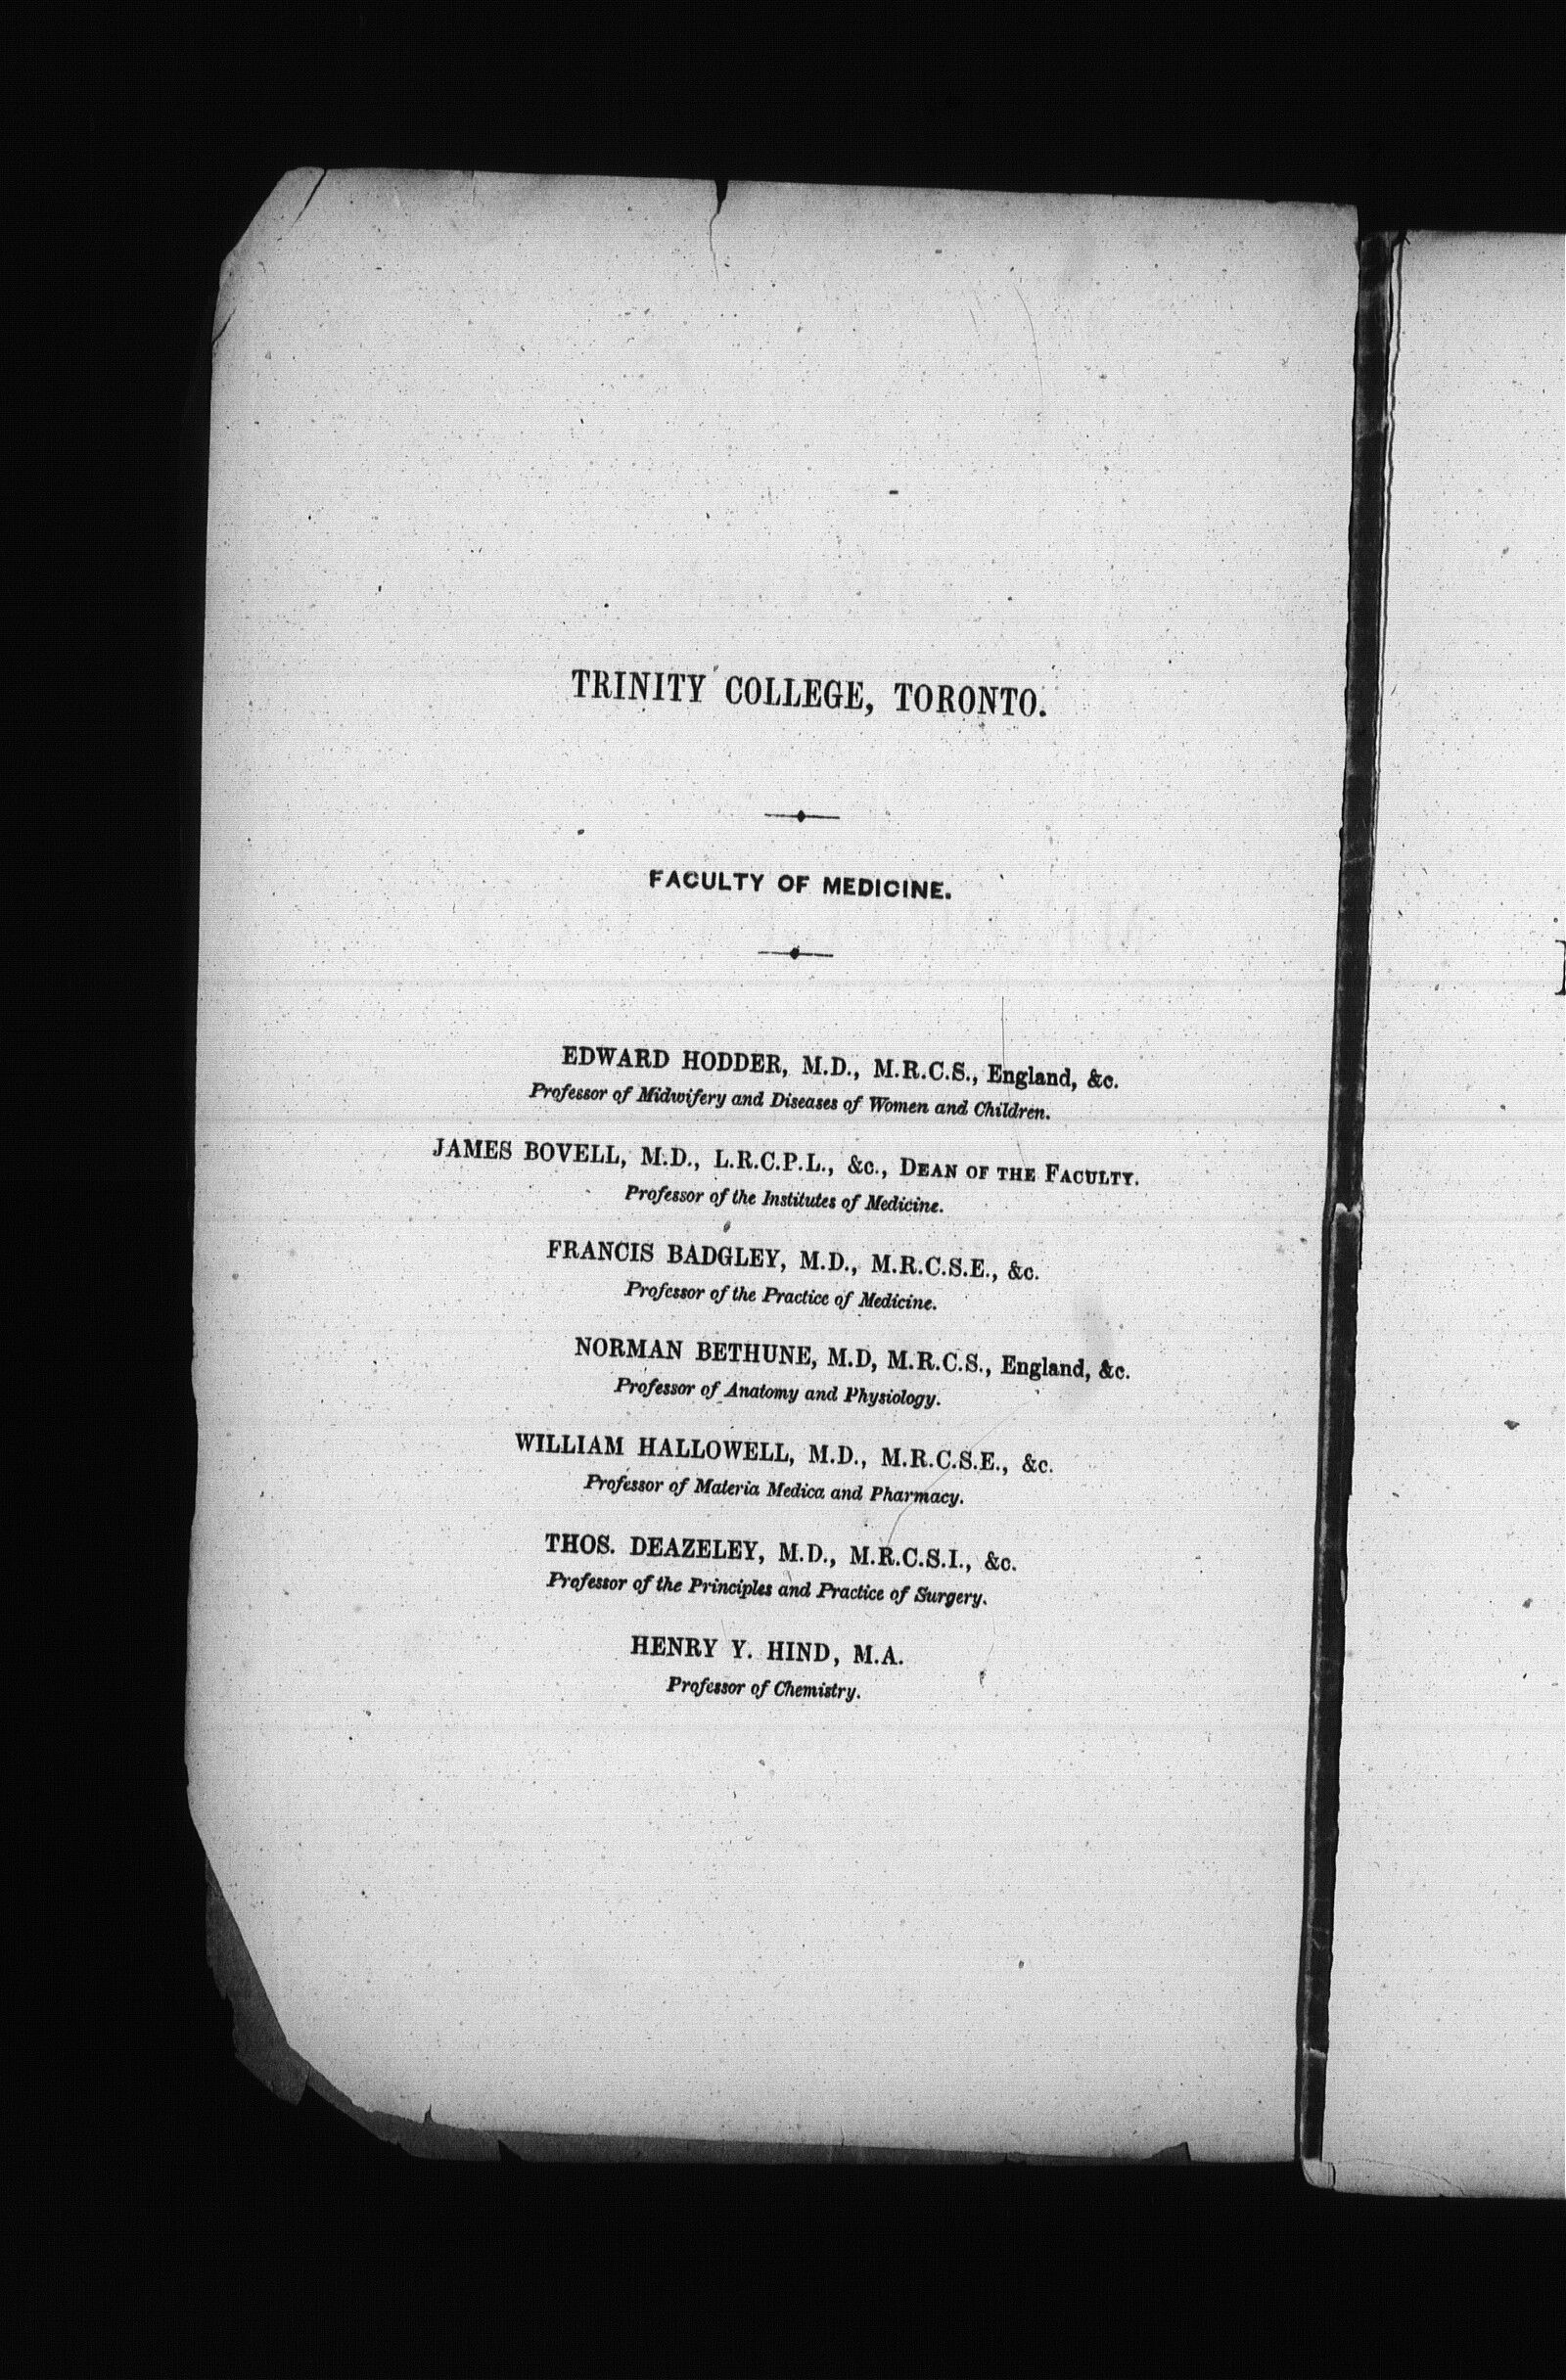 TRINITY COLLEGE, TORONTO.
FACULTY OF MEDICINE.
EDWARD HODDER, M.D., M.R.C.S., England, &c.
Professor of Midwifery and Diseases of Women and Children.
JAMES BOVELL, M.D., L.R.C.P.L., &c., DEAN OF THE FACULTY.
Professor of the Institutes of Medicine.
FRANCIS BADGLEY, M.D., M.R.C.S.E., &c.
Professor of the Practice of Medicine.
NORMAN BETHUNE, M.D, M.R.C.S., England, &c.
Professor of Anatomy and Physiology.
WILLIAM HALLOWELL, M.D., M.R.C.S.E., &c.
Professor of Materia Medica and Pharmacy.
THOS. DEAZELEY, M.D., M.R.C.S.I., &c.
Professor of the Principles and Practice of Surgery.
HENRY Y. HIND, M.A.
Professor of Chemistry.